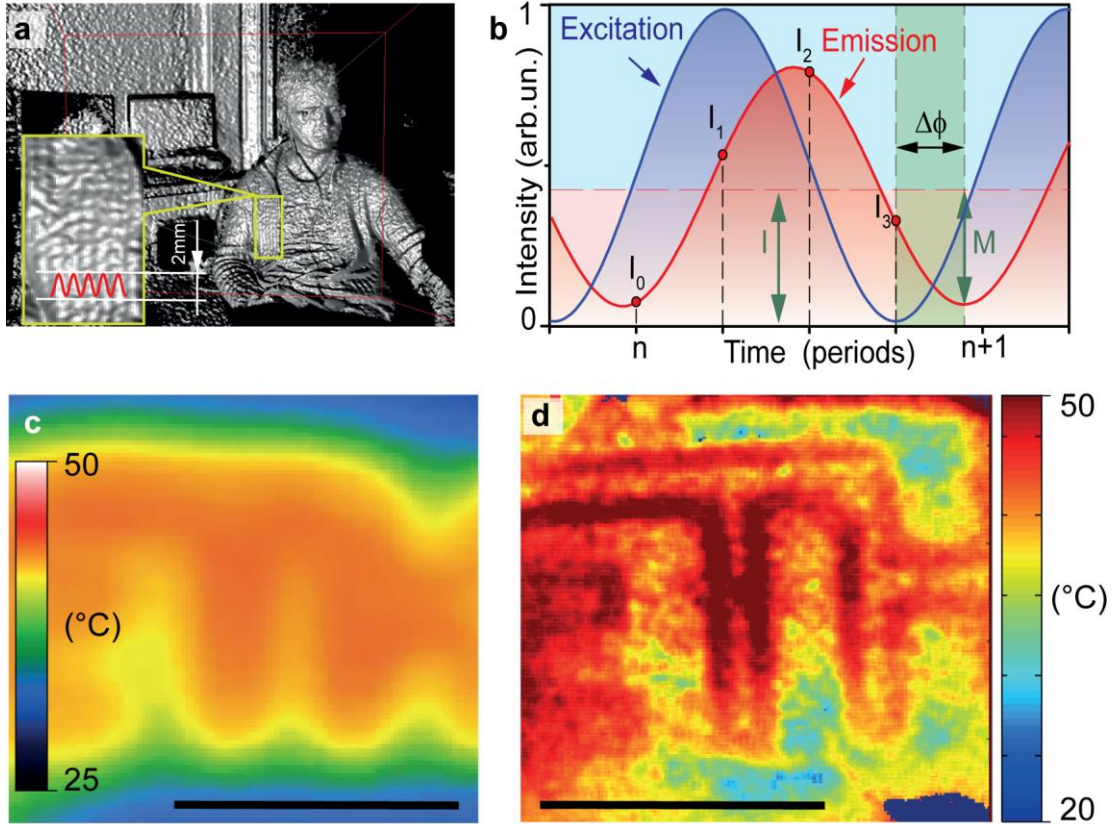 a
2mm
b
1
Excitation
Emission
I0
I1
I2
I3
Δϕ
I
M
Intensity (arb.un.)
0
n
Time (periods)
n+1
c
50
(°C)
25
d
50
(°C)
20